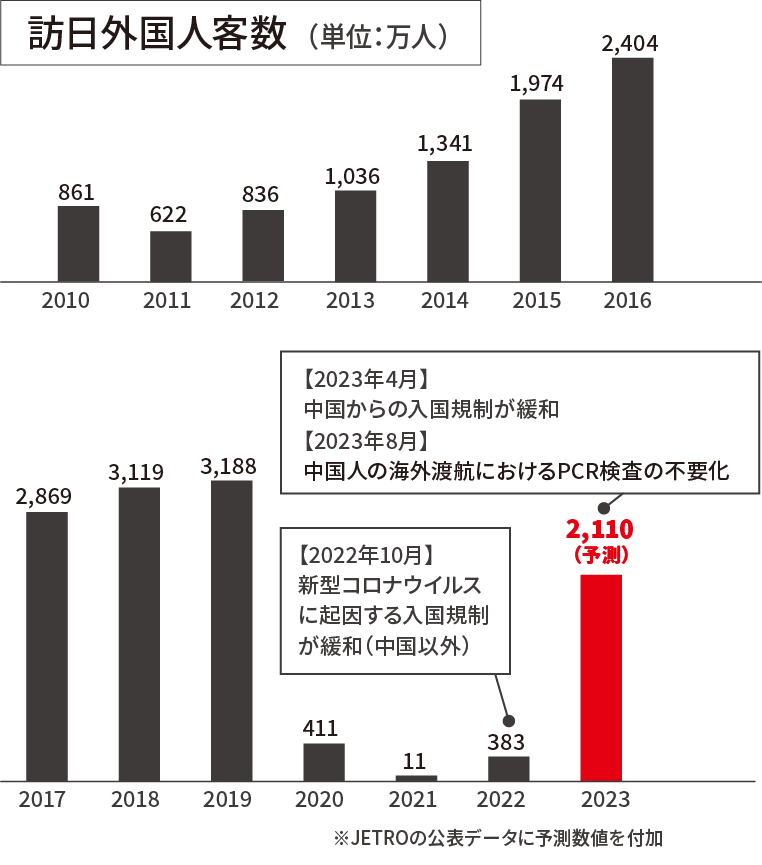 訪日外国人客数（単位：万人）
2,404
1,974
1,341
1,036
861
836
622
2010 2011 2012 2013 2014 2015 2016
【2023年4月】
中国からの入国規制が緩和
【2023年8月】
中国人の海外渡航におけるPCR検査の不要化
3,188
3,119
2,869
2,110
（予測）
【2022年10月】
新型コロナウイルス
に起因する入国規制
が緩和（中国以外）
411
383
11
2017 2018 2019 2020 2021 2022 2023
※JETROの公表データに予測数値を付加